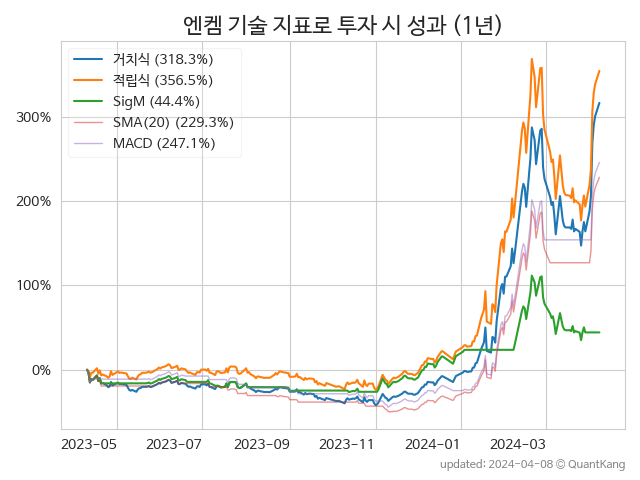 엔켐 기술 지표로 투자 시 성과 (1년)
거치식 (318.3%)
적립식 (356.5%)
SigM (44.4%)
SMA(20) (229.3%)
MACD (247.1%)
300%
200%
100%
0%
2023-05 2023-07 2023-09 2023-11 2024-01 2024-03
updated: 2024-04-08 © QuantKang